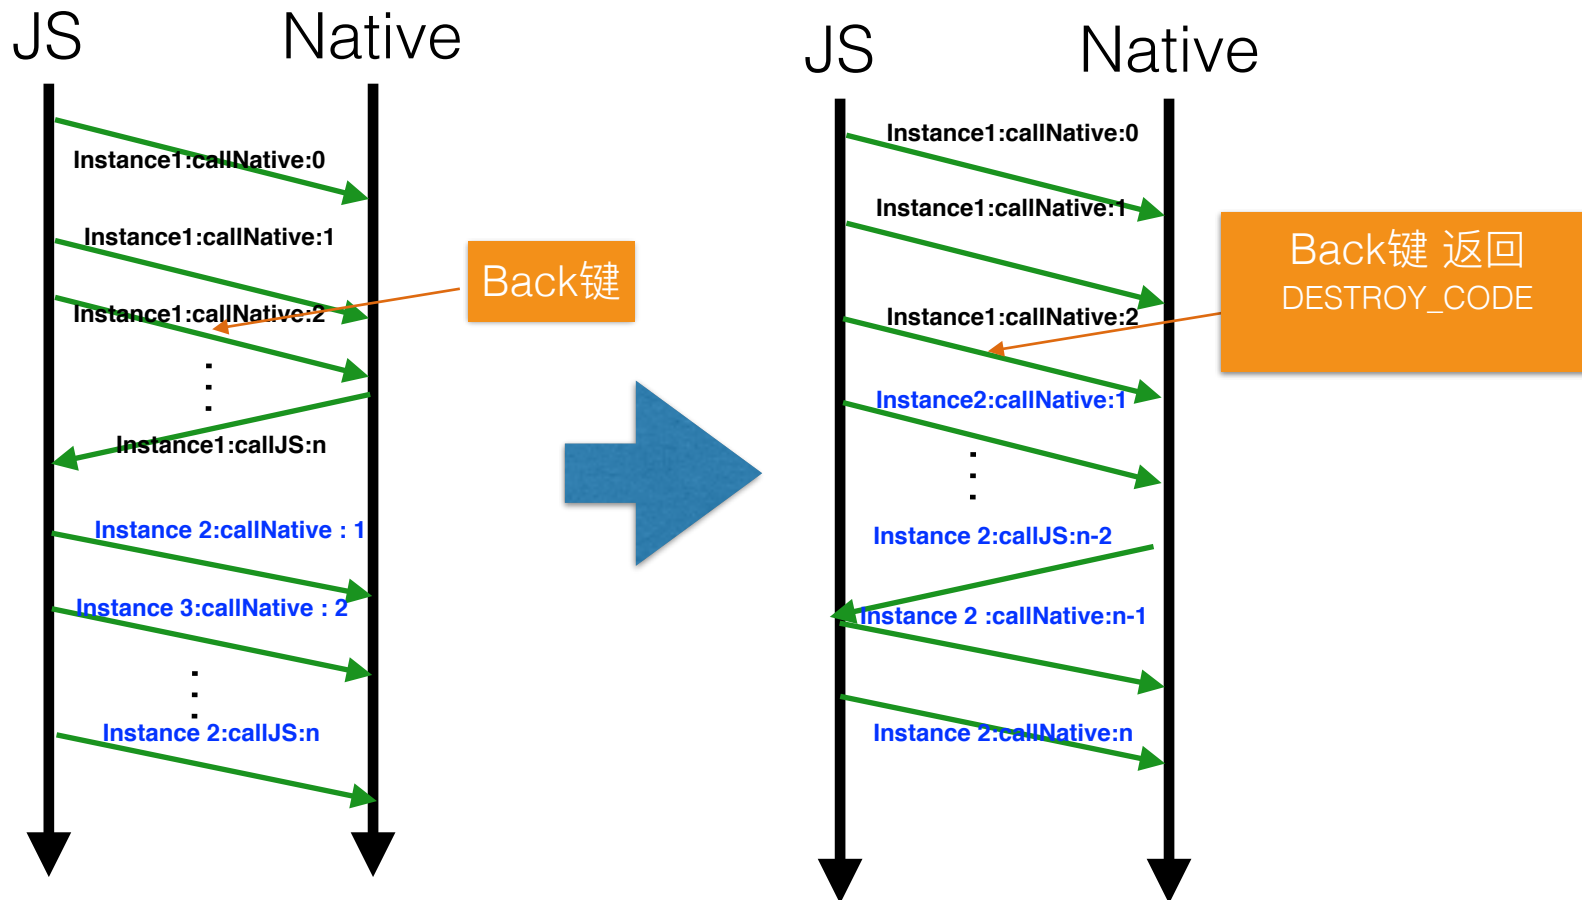 JS
Native
Instance1:callNative:0
Instance1:callNative:1
Instance1:callNative:2
Back键
Instance1:callJS:n
Instance 2:callNative : 1
Instance 3:callNative : 2
Instance 2:callJS:n
JS
Native
Instance1:callNative:0
Instance1:callNative:1
Instance1:callNative:2
Back键 返回
DESTROY_CODE
Instance2:callNative:1
Instance 2:callJS:n-2
Instance 2 :callNative:n-1
Instance 2:callNative:n